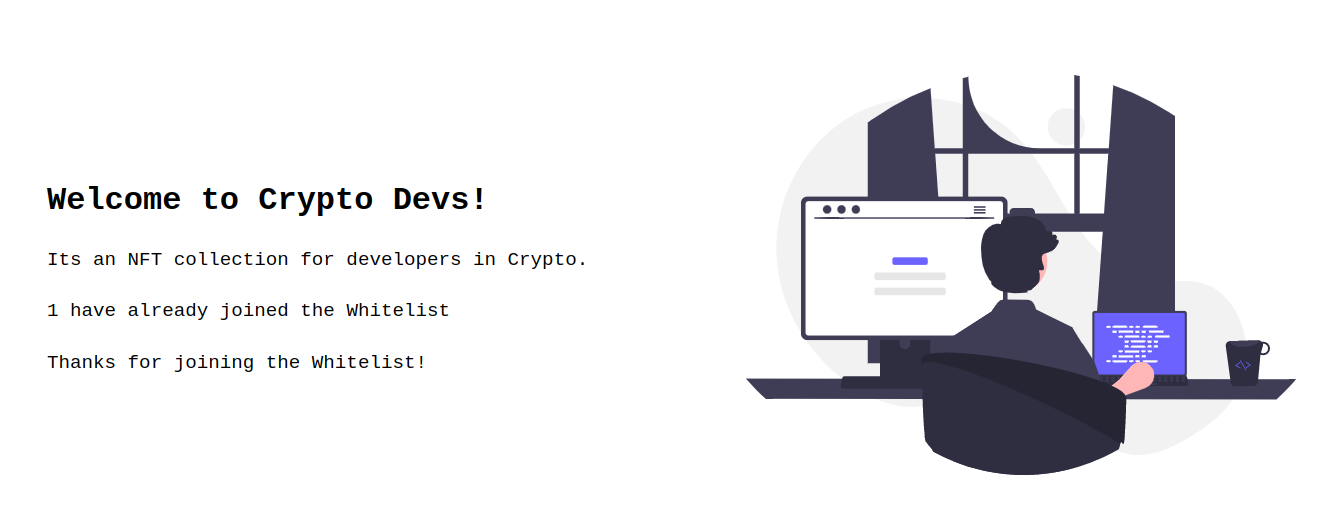 Welcome to Crypto Devs!
Its an NFT collection for developers in Crypto.
1 have already joined the Whitelist
Thanks for joining the Whitelist!
</>